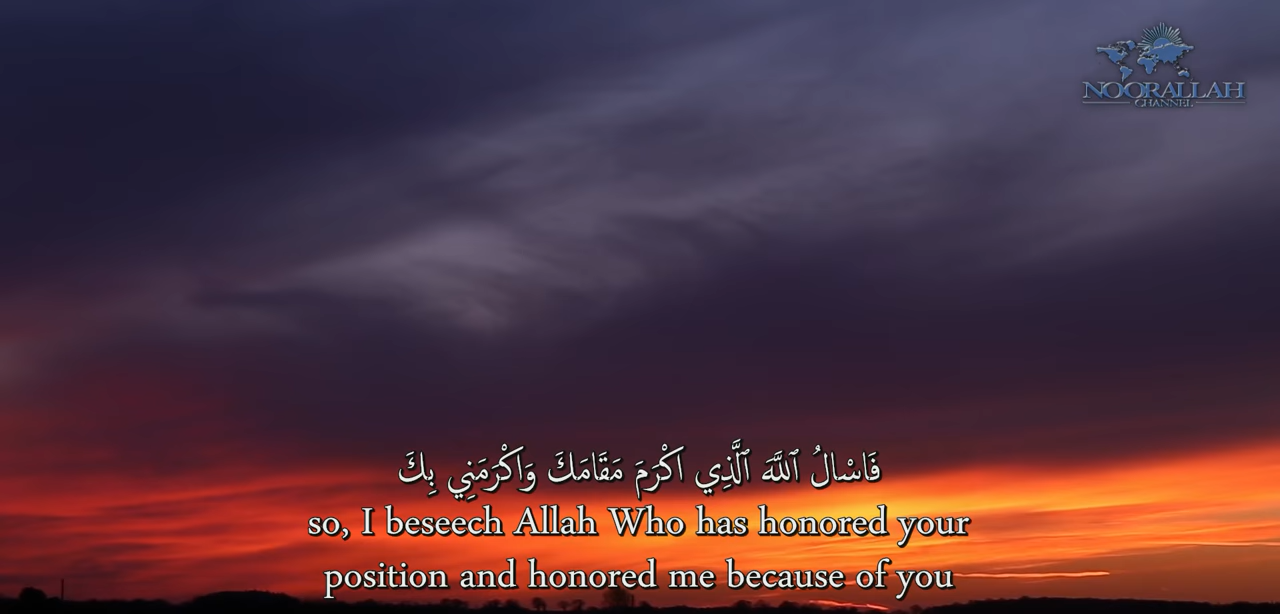 NOORALLAH
CHANNEL
فَاسْالُ ٱللَّهَ ٱلَّذِي اكْرَمَ مَقَامَكَ وَاكْرَمَنِي بِكَ
so, I beseech Allah Who has honored your
position and honored me because of you